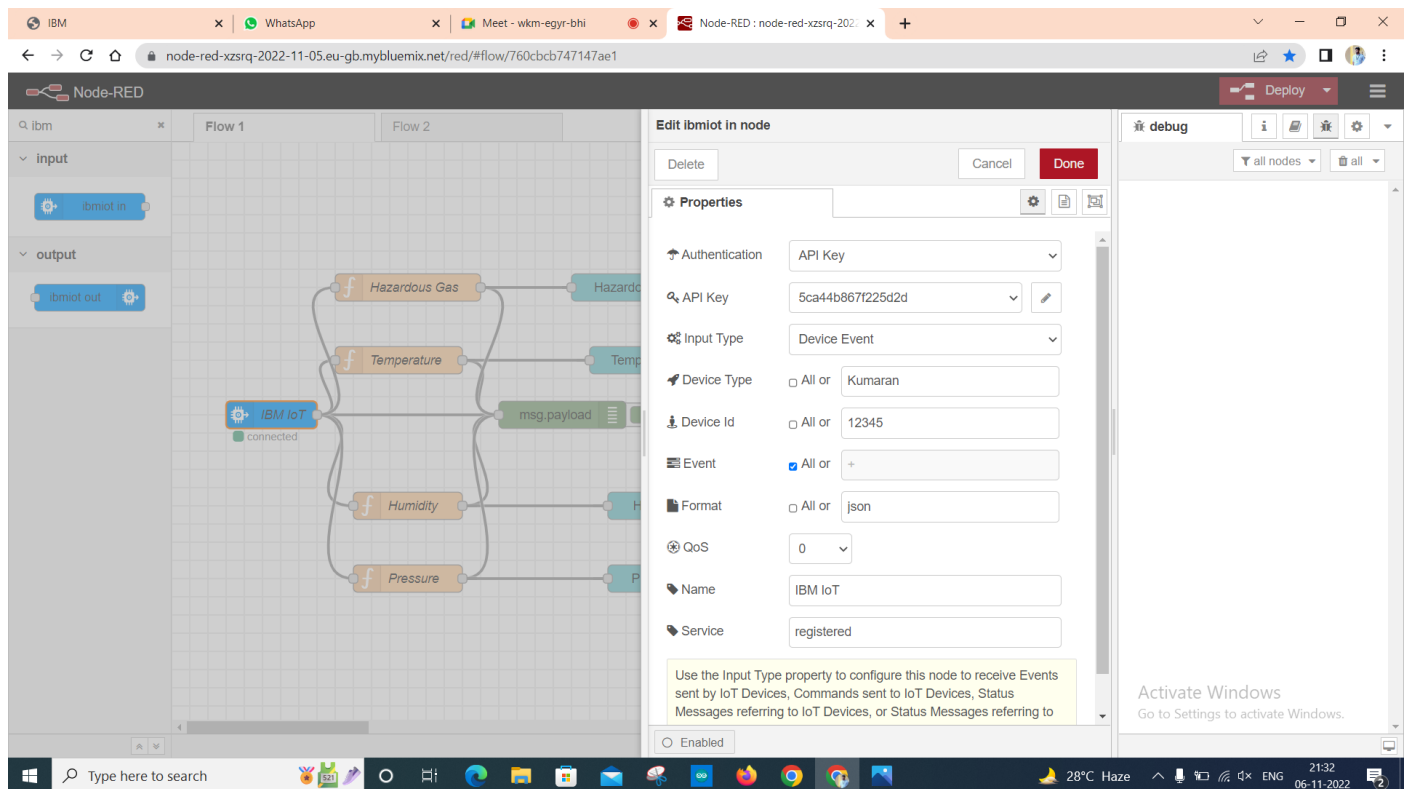 IBM
WhatsApp
Meet - wkm-egyr-bhi
Node-RED : node-red-xzsrq-202
node-red-xzsrq-2022-11-05.eu-gb.mybluemix.net/red/#flow/760cbcb747147ae1
Node-RED
Deploy
ibm
Flow 1
Flow 2
Edit ibmiot in node
debug
input
Delete
Cancel
Done
all nodes
all
ibmiot in
Properties
output
ibmiot out
Authentication
API Key
API Key
5ca44b867f225d2d
Hazardous Gas
Hazardo
Input Type
Device Event
Temperature
Temp
Device Type
All or
Kumaran
IBM IoT
connected
msg.payload
Device Id
All or
12345
Event
All or
+
Humidity
H
Format
All or
json
QoS
0
Pressure
P
Name
IBM IoT
Service
registered
Use the Input Type property to configure this node to receive Events
sent by IoT Devices, Commands sent to IoT Devices, Status
Messages referring to IoT Devices, or Status Messages referring to
Activate Windows
Go to Settings to activate Windows.
Enabled
Type here to search
521
28°C Haze
ENG
21:32
06-11-2022
2